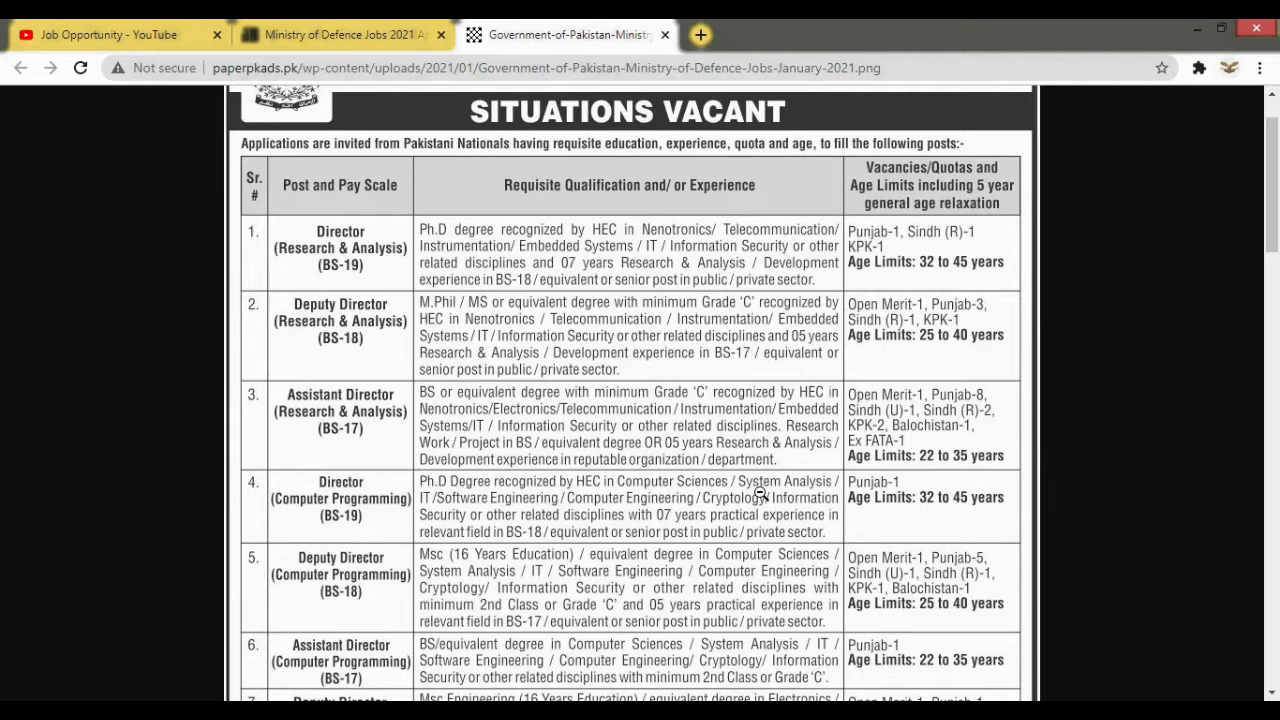 Job Opportunity - YouTube
Ministry of Defence Jobs 2021
Government-of-Pakistan-Ministr
Not secure
paperpkads.pk/wp-content/uploads/2021/01/Government-of-Pakistan-Ministry-of-Defence-Jobs-January-2021.png
SITUATIONS VACANT
Applications are invited from Pakistani Nationals having requisite education, experience, quota and age, to fill the following posts:-
Sr.
#
Post and Pay Scale
Requisite Qualification and/ or Experience
Vacancies/Quotas and
Age Limits including 5 year
general age relaxation
1.
Director
(Research & Analysis)
(BS-19)
Ph.D degree recognized by HEC in Nenotronics/ Telecommunication/
Instrumentation/ Embedded Systems / IT / Information Security or other
related disciplines and 07 years Research & Analysis / Development
experience in BS-18 / equivalent or senior post in public / private sector.
Punjab-1, Sindh (R)-1
KPK-1
Age Limits: 32 to 45 years
2.
Deputy Director
(Research & Analysis)
(BS-18)
M.Phil / MS or equivalent degree with minimum Grade ‘C’ recognized by
HEC in Nenotronics / Telecommunication / Instrumentation/ Embedded
Systems / IT / Information Security or other related disciplines and 05 years
Research & Analysis / Development experience in BS-17 / equivalent or
senior post in public / private sector.
Open Merit-1, Punjab-3,
Sindh (R)-1, KPK-1
Age Limits: 25 to 40 years
3.
Assistant Director
(Research & Analysis)
(BS-17)
BS or equivalent degree with minimum Grade ‘C’ recognized by HEC in
Nenotronics/Electronics/Telecommunication / Instrumentation/ Embedded
Systems/IT / Information Security or other related disciplines. Research
Work / Project in BS / equivalent degree OR 05 years Research & Analysis /
Development experience in reputable organization / department.
Open Merit-1, Punjab-8,
Sindh (U)-1, Sindh (R)-2,
KPK-2, Balochistan-1,
Ex FATA-1
Age Limits: 22 to 35 years
4.
Director
(Computer Programming)
(BS-19)
Ph.D Degree recognized by HEC in Computer Sciences / System Analysis /
IT /Software Engineering / Computer Engineering / Cryptology/ Information
Security or other related disciplines with 07 years practical experience in
relevant field in BS-18 / equivalent or senior post in public / private sector.
Punjab-1
Age Limits: 32 to 45 years
5.
Deputy Director
(Computer Programming)
(BS-18)
Msc (16 Years Education) / equivalent degree in Computer Sciences /
System Analysis / IT / Software Engineering / Computer Engineering /
Cryptology/ Information Security or other related disciplines with
minimum 2nd Class or Grade ‘C’ and 05 years practical experience in
relevant field in BS-17 / equivalent or senior post in public / private sector.
Open Merit-1, Punjab-5,
Sindh (U)-1, Sindh (R)-1,
KPK-1, Balochistan-1
Age Limits: 25 to 40 years
6.
Assistant Director
(Computer Programming)
(BS-17)
BS/equivalent degree in Computer Sciences / System Analysis / IT /
Software Engineering / Computer Engineering/ Cryptology/ Information
Security or other related disciplines with minimum 2nd Class or Grade ‘C’.
Punjab-1
Age Limits: 22 to 35 years
7.
Deputy Director
Msc Engineering (16 Years Education) / equivalent degree in Electronics /
Open Merit-1, Punjab-1,